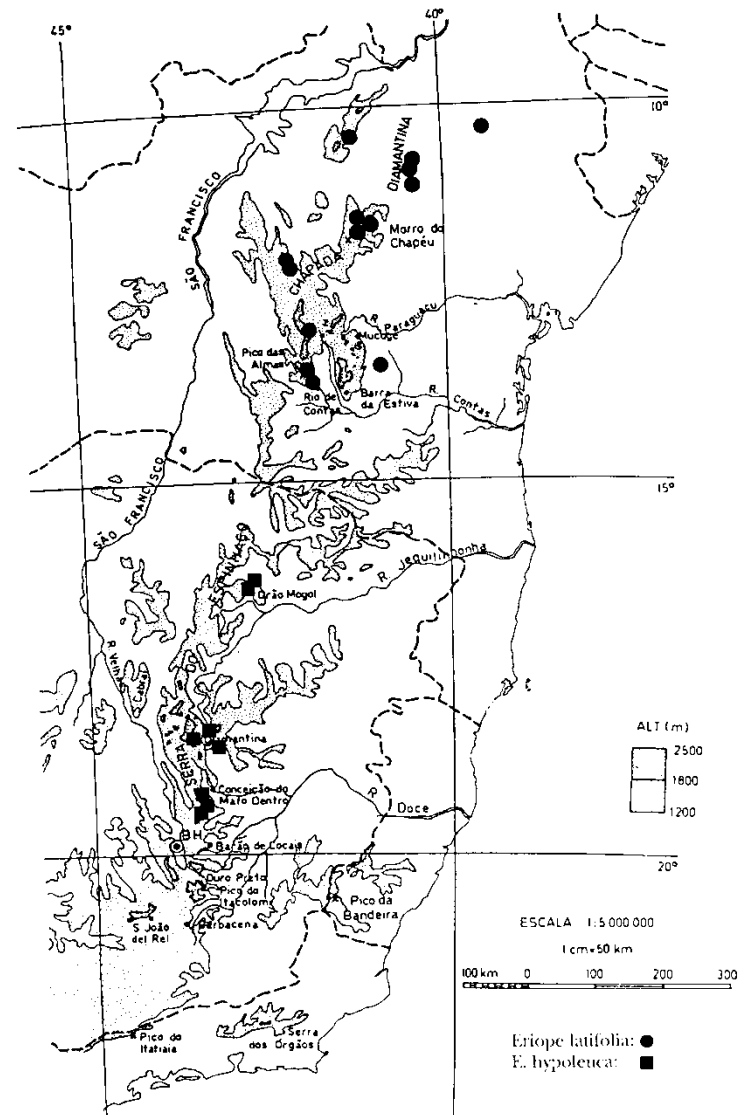 45°
40°
10°
SÃO FRANCISCO
DIAMANTINA
Morro do
Chapéu
CHAPADA
R. Paraguaçu
Mucugê
Pico das
Almas
Rio de
Contas
Barra
da Estiva
R. Contas
SÃO FRANCISCO
15°
ESPINHAÇO
R. Jequitinhonha
Grão Mogol
DO
R. Velhas
Cabral
Diamantina
SERRA
ALT (m)
2500
1800
1200
Conceição do
Mato Dentro
R. Doce
BH
Barão de Cocais
20°
Ouro Preto
Pico do
Itacolomi
Pico da
Bandeira
S. João
del Rei
Barbacena
ESCALA 1:5 000 000
1 cm=50 km
100 km 0 100 200 300
Pico do
Itatiaia
Serra
dos Órgãos
Eriope latifolia:
E. hypoleuca: